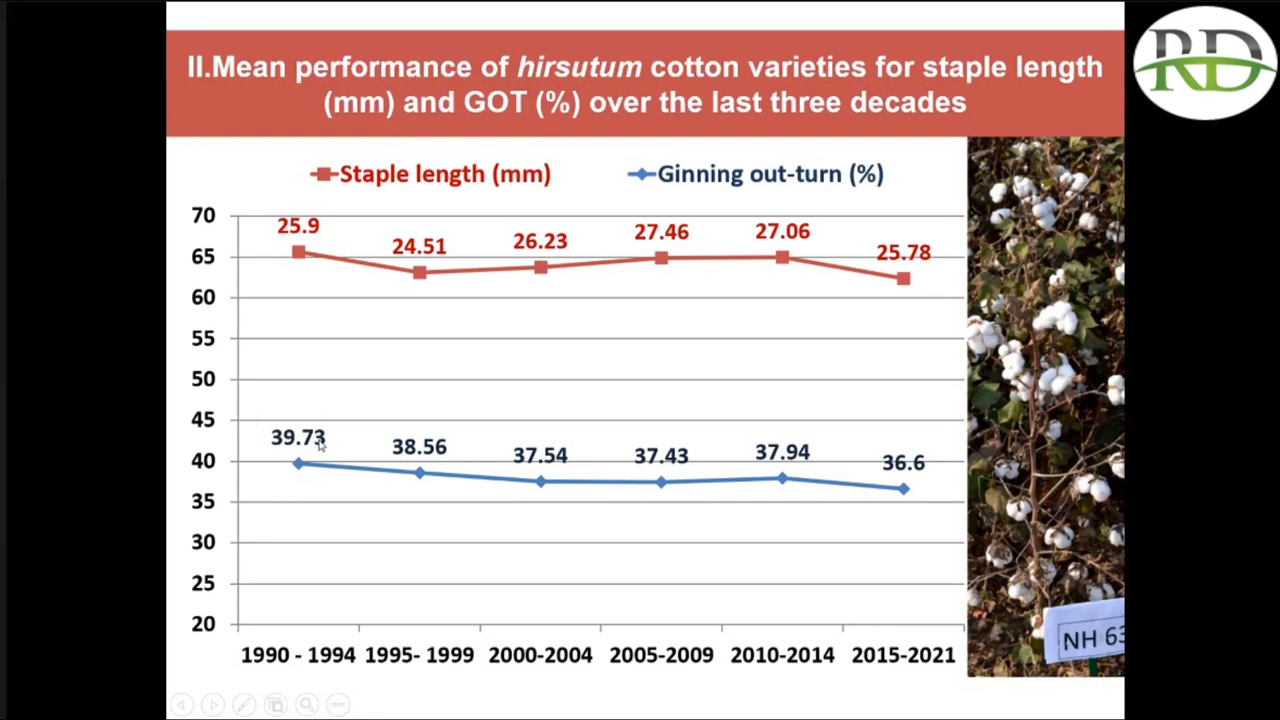 RD
II.Mean performance of hirsutum cotton varieties for staple length
(mm) and GOT (%) over the last three decades
Staple length (mm) Ginning out-turn (%)
70
65
60
55
50
45
40
35
30
25
20
25.9 24.51 26.23 27.46 27.06 25.78
39.73 38.56 37.54 37.43 37.94 36.6
1990 - 1994 1995- 1999 2000-2004 2005-2009 2010-2014 2015-2021
NH 63